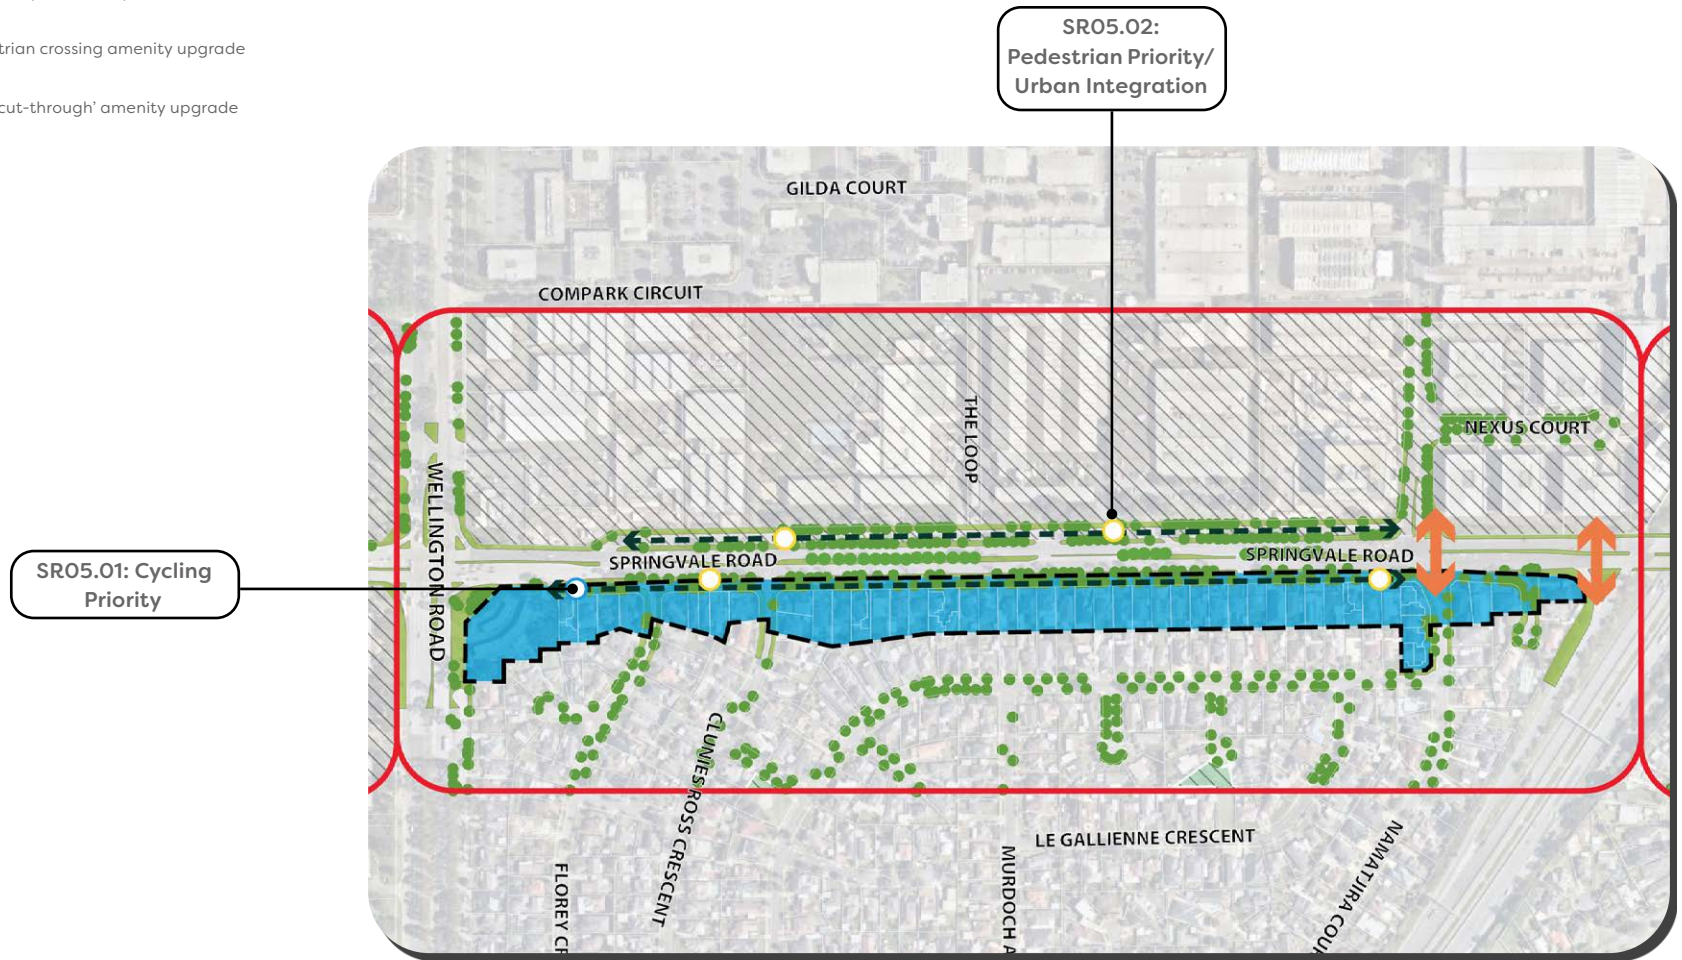 SR05.02:
Pedestrian Priority/
Urban Integration
trian crossing amenity upgrade
cut-through’ amenity upgrade
GILDA COURT
COMPARK CIRCUIT
THE LOOP
NEXUS COURT
WELLINGTON ROAD
SPRINGVALE ROAD
SPRINGVALE ROAD
SR05.01: Cycling
Priority
CLUNIES ROSS CRESCENT
LE GALLIENNE CRESCENT
NAMATJIRA COU
MURDOCH A
FLOREY CR